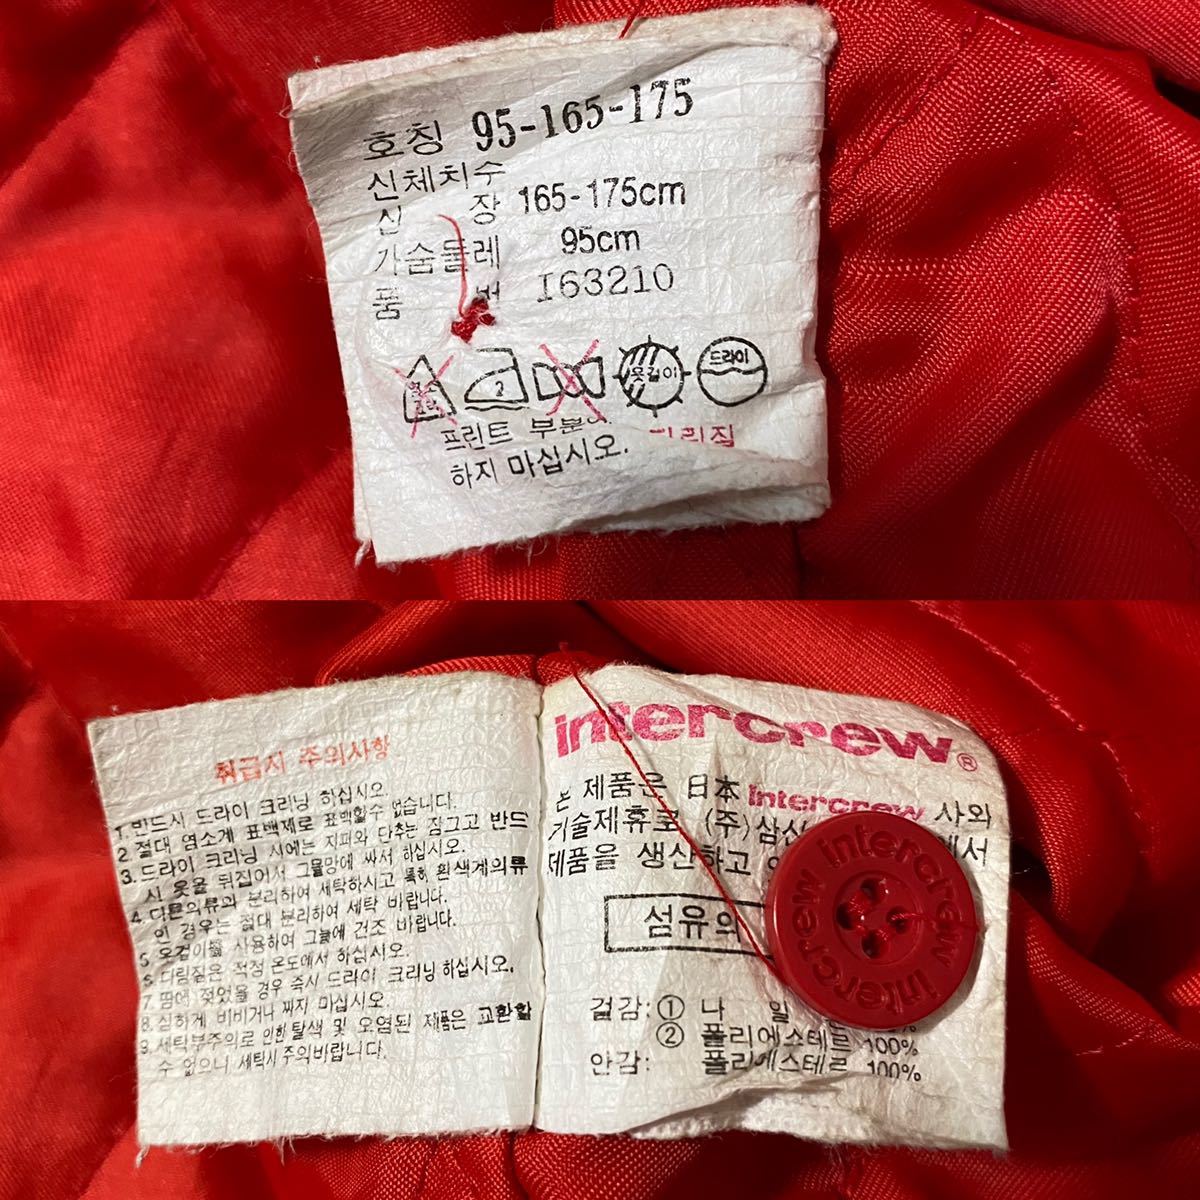 호칭 95-165-175
신체치수
신 장 165-175cm
가슴둘레 95cm
품 번 I63210
2
옷걸이
드라이
프린트 부분
하지 마십시오.
취급시 주의사항
1. 반드시 드라이 크리닝 하십시오.
2. 절대 염소계 표백제로 표백할수 없습니다.
3. 드라이 크리닝 시에는 지퍼와 단추는 잠그고 반드
시 옷을 뒤집어서 그물망에 싸서 하십시오.
4. 다른의류와 분리하여 세탁하시고 특히 흰색계의류
인 경우는 절대 분리하여 세탁 바랍니다.
5. 옷걸이를 사용하여 그늘에 건조 바랍니다.
6. 다림질은 적정 온도에서 하십시오.
7. 땀에 젖었을 경우 즉시 드라이 크리닝 하십시오.
8. 심하게 비비거나 짜지 마십시오.
9. 세탁부주의로 인한 탈색 및 오염된 제품은 교환할
수 없으니 세탁시 주의바랍니다.
intercrew®
본 제품은 日本 Intercrew 사와
기술제휴로 (주)삼산 에서
제품을 생산하고
섬유의
겉감: ① 나 일
② 폴리에스테르 100%
안감: 폴리에스테르 100%
intercrew intercrew intercrew